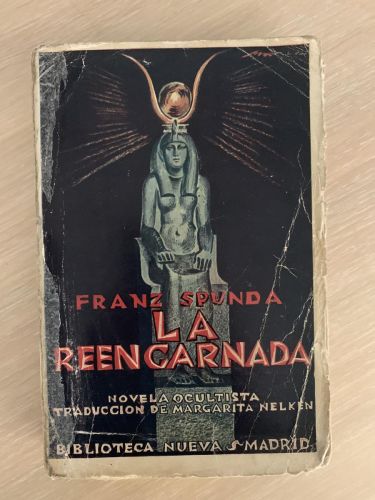 FRANZ SPUNDA
LA
REENCARNADA
NOVELA OCULTISTA
TRADUCCION DE MARGARITA NELKEN
BIBLIOTECA NUEVA MADRID